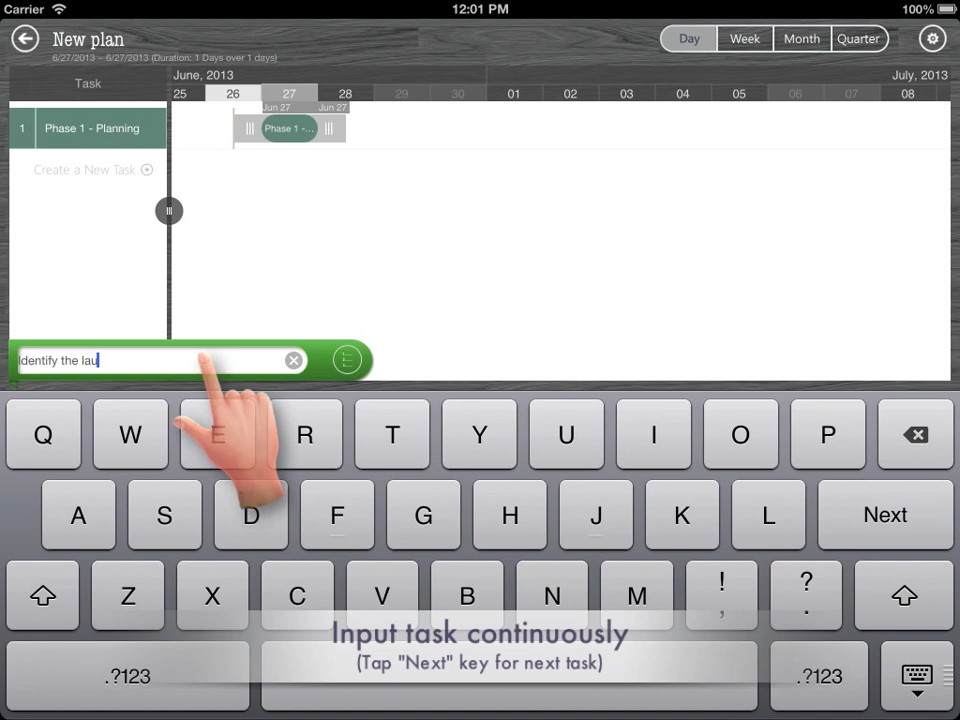 Carrier 12:01 PM 100%
New plan
Day Week Month Quarter
6/27/2013 – 6/27/2013 (Duration: 1 Days over 1 days)
Task
June, 2013 July, 2013
25 26 27 28 29 30 01 02 03 04 05 06 07 08
Jun 27 Jun 27
1 Phase 1 - Planning
Phase 1 -...
Create a New Task
Identify the lau
Q W E R T Y U I O P
A S D F G H J K L Next
Z X C V B N M ! , ? .
Input task continuously
(Tap "Next" key for next task)
.?123 .?123